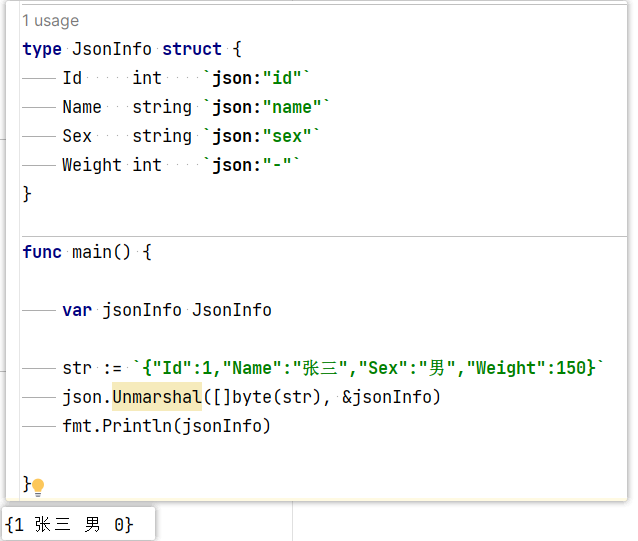 1 usage
type JsonInfo struct {
    Id     int    `json:"id"`
    Name   string `json:"name"`
    Sex    string `json:"sex"`
    Weight int    `json:"-"`
}
func main() {
    var jsonInfo JsonInfo
    str := `{"Id":1,"Name":"张三","Sex":"男","Weight":150}`
    json.Unmarshal([]byte(str), &jsonInfo)
    fmt.Println(jsonInfo)
}
{1 张三 男 0}